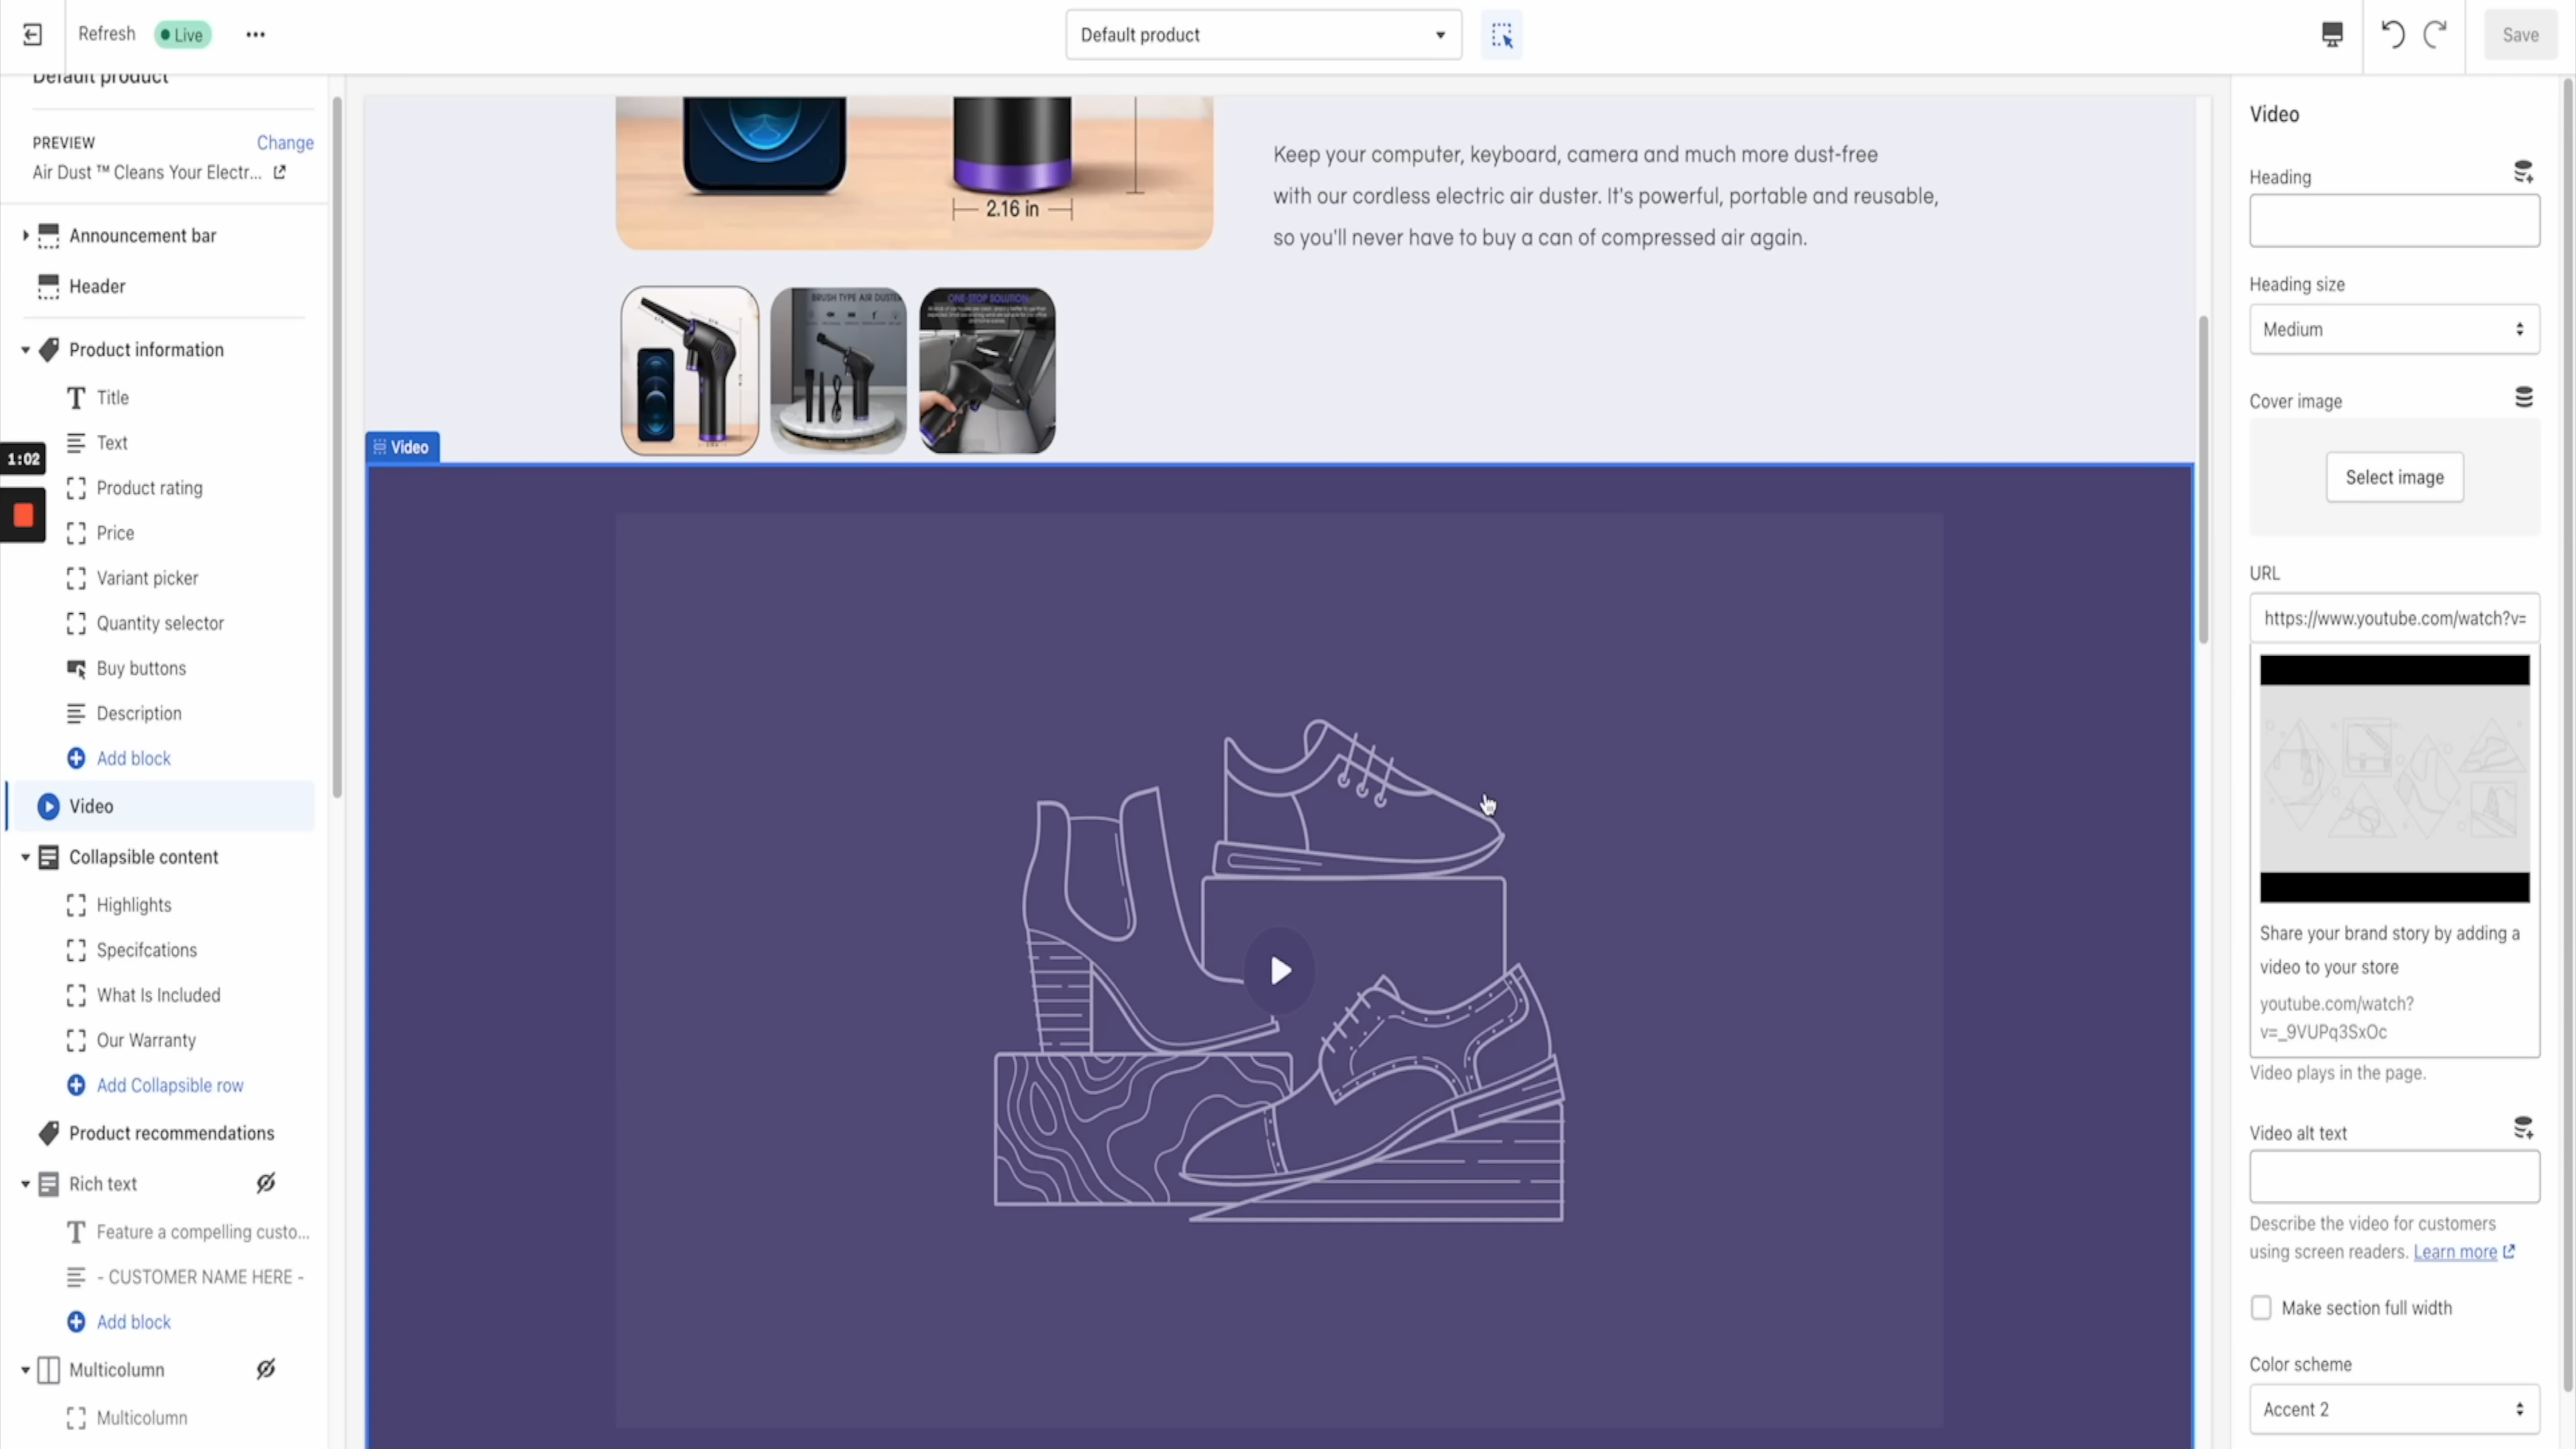 Refresh
Live
Default product
Save
Default product
PREVIEW
Change
Air Dust ™ Cleans Your Electr...
Announcement bar
Header
Product information
Title
Text
Product rating
Price
Variant picker
Quantity selector
Buy buttons
Description
Add block
Video
Collapsible content
Highlights
Specifcations
What Is Included
Our Warranty
Add Collapsible row
Product recommendations
Rich text
Feature a compelling custo...
- CUSTOMER NAME HERE -
Add block
Multicolumn
Multicolumn
1:02
2.16 in
Keep your computer, keyboard, camera and much more dust-free
with our cordless electric air duster. It's powerful, portable and reusable,
so you'll never have to buy a can of compressed air again.
BRUSH TYPE AIR DUSTER
ONE-STOP SOLUTION
Video
Video
Heading
Heading size
Medium
Cover image
Select image
URL
https://www.youtube.com/watch?v=
Share your brand story by adding a
video to your store
youtube.com/watch?
v=_9VUPq3SxOc
Video plays in the page.
Video alt text
Describe the video for customers
using screen readers. Learn more
Make section full width
Color scheme
Accent 2